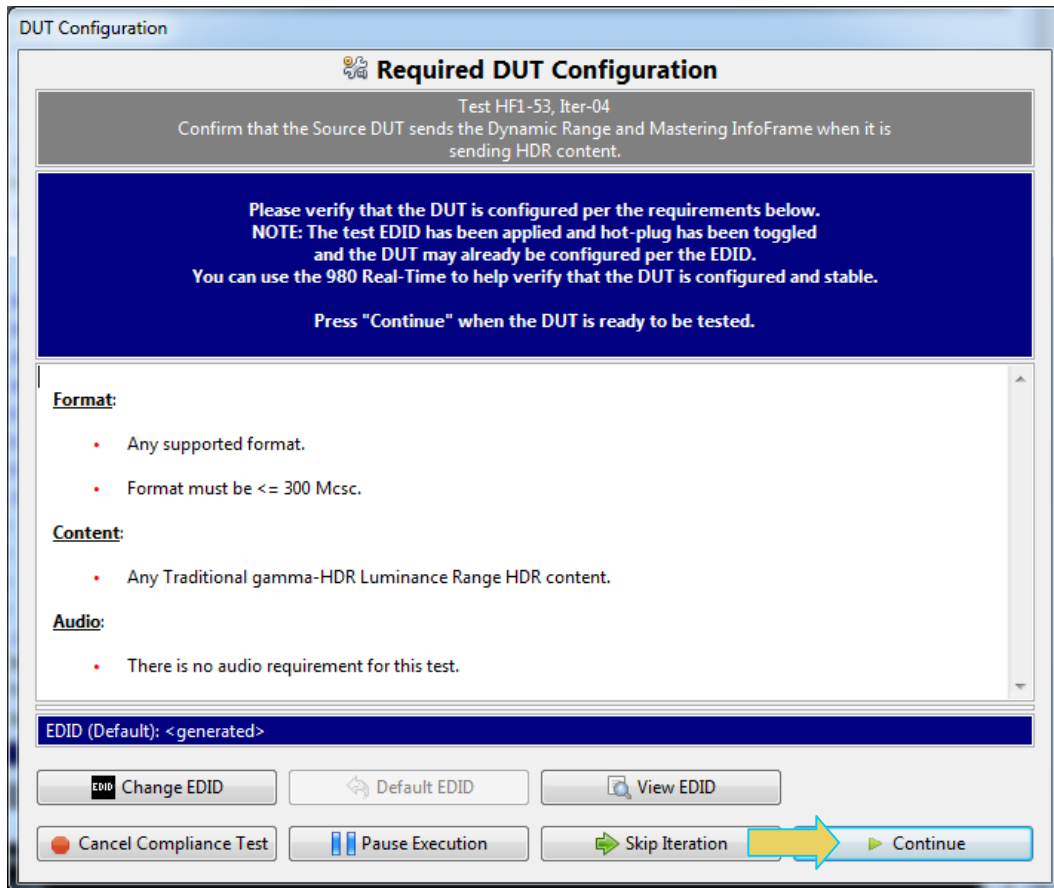 DUT Configuration
Required DUT Configuration
Test HF1-53, Iter-04
Confirm that the Source DUT sends the Dynamic Range and Mastering InfoFrame when it is
sending HDR content.
Please verify that the DUT is configured per the requirements below.
NOTE: The test EDID has been applied and hot-plug has been toggled
and the DUT may already be configured per the EDID.
You can use the 980 Real-Time to help verify that the DUT is configured and stable.
Press "Continue" when the DUT is ready to be tested.
Format:
• Any supported format.
• Format must be <= 300 Mcsc.
Content:
• Any Traditional gamma-HDR Luminance Range HDR content.
Audio:
• There is no audio requirement for this test.
EDID (Default): <generated>
EDID Change EDID
Default EDID
View EDID
Cancel Compliance Test
Pause Execution
Skip Iteration
Continue